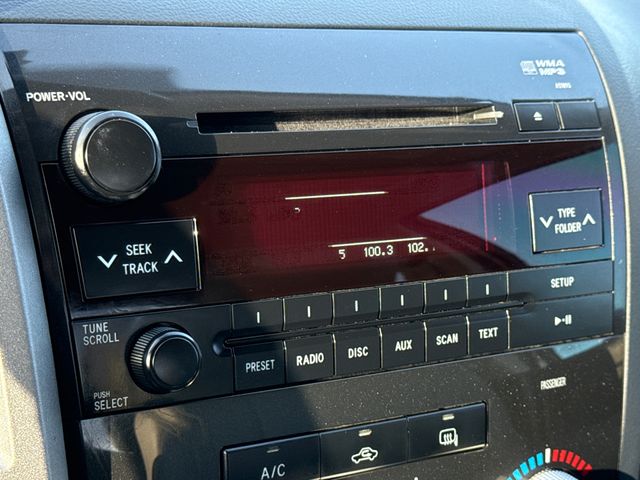 WMA
MP3
POWER·VOL
SEEK
TRACK
TYPE
FOLDER
5 100.3 102.
TUNE
SCROLL
SETUP
PRESET RADIO DISC AUX SCAN TEXT
PUSH
SELECT
PASSENGER
A/C